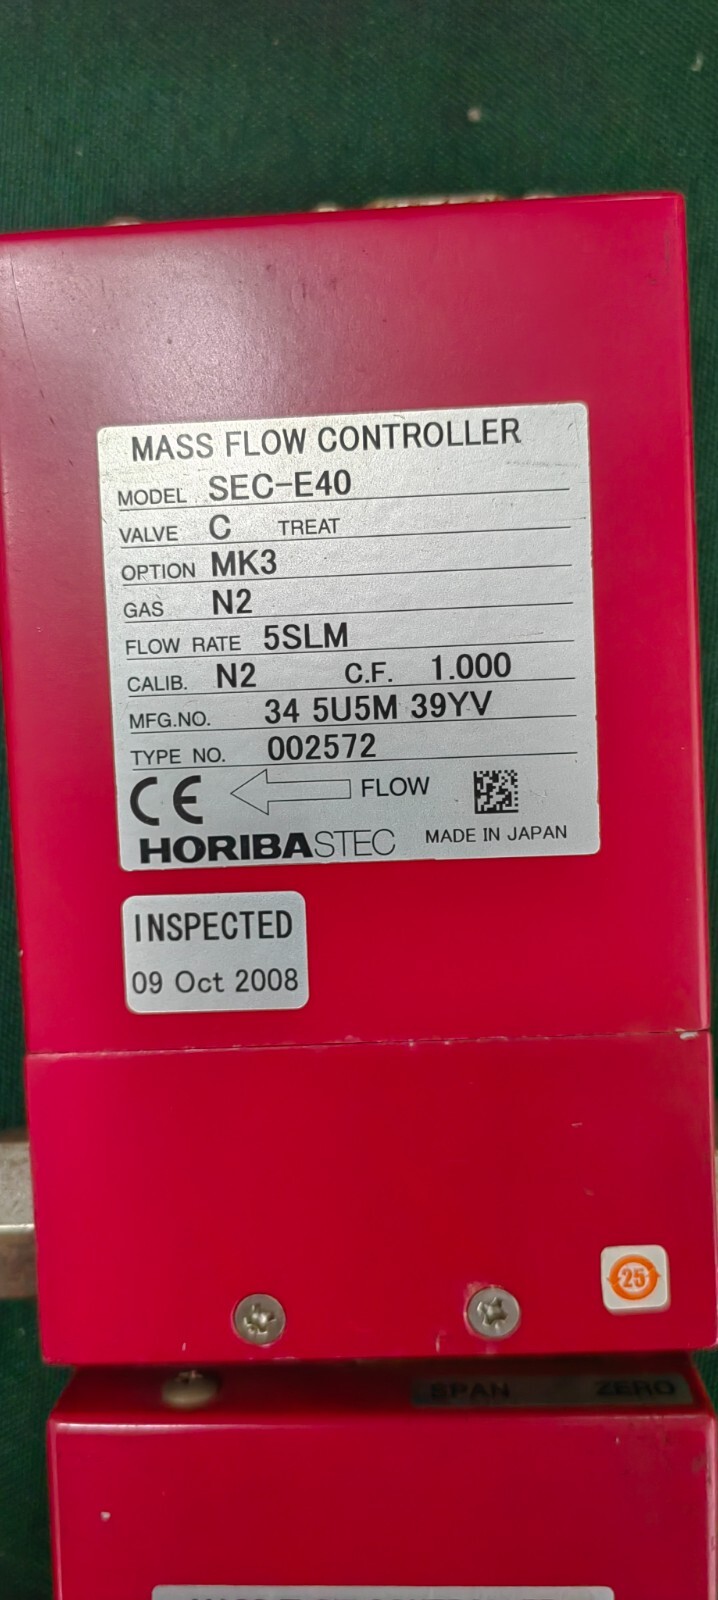 MASS FLOW CONTROLLER
MODEL SEC-E40
VALVE C TREAT
OPTION MK3
GAS N2
FLOW RATE 5SLM
CALIB. N2 C.F. 1.000
MFG.NO. 34 5U5M 39YV
TYPE NO. 002572
CE FLOW
HORIBASTEC MADE IN JAPAN
INSPECTED
09 Oct 2008
25
SPAN ZERO